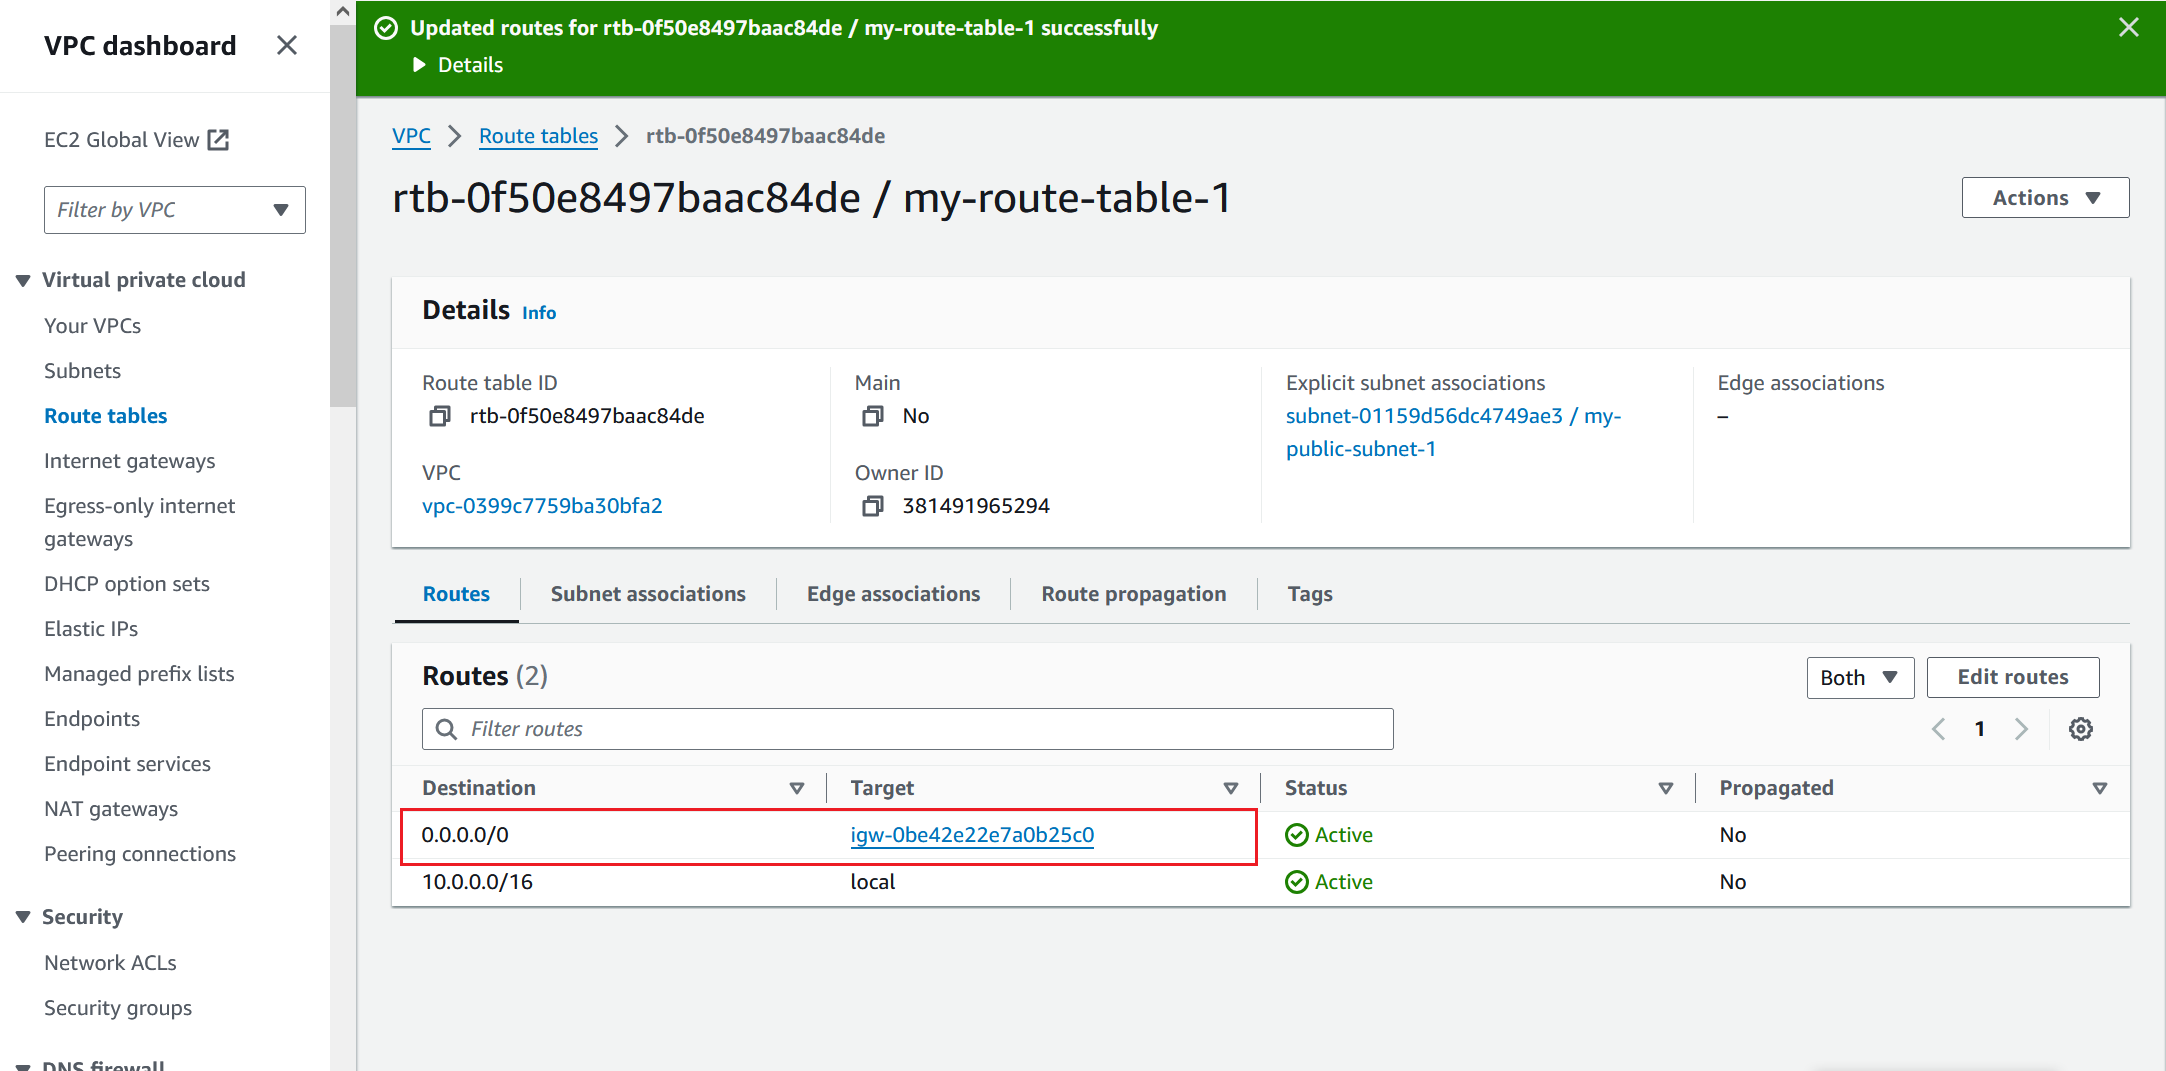 VPC dashboard
EC2 Global View
Filter by VPC
Virtual private cloud
Your VPCs
Subnets
Route tables
Internet gateways
Egress-only internet
gateways
DHCP option sets
Elastic IPs
Managed prefix lists
Endpoints
Endpoint services
NAT gateways
Peering connections
Security
Network ACLs
Security groups
DNS firewall
Updated routes for rtb-0f50e8497baac84de / my-route-table-1 successfully
Details
VPC > Route tables > rtb-0f50e8497baac84de
rtb-0f50e8497baac84de / my-route-table-1
Actions
Details Info
Route table ID
rtb-0f50e8497baac84de
VPC
vpc-0399c7759ba30bfa2
Main
No
Owner ID
381491965294
Explicit subnet associations
subnet-01159d56dc4749ae3 / my-
public-subnet-1
Edge associations
–
Routes Subnet associations Edge associations Route propagation Tags
Routes (2)
Both Edit routes
Filter routes
1
Destination Target Status Propagated
0.0.0.0/0 igw-0be42e22e7a0b25c0 Active No
10.0.0.0/16 local Active No